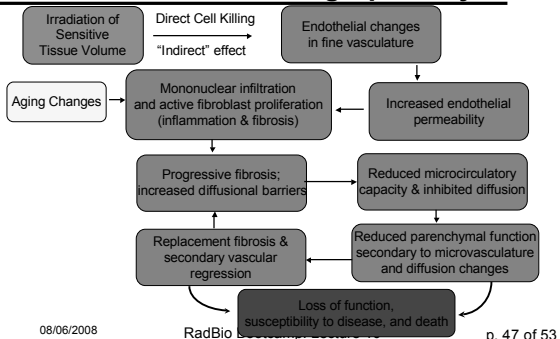 Irradiation of
Sensitive
Tissue Volume
Direct Cell Killing
"Indirect" effect
Endothelial changes
in fine vasculature
Aging Changes
Mononuclear infiltration
and active fibroblast proliferation
(inflammation & fibrosis)
Increased endothelial
permeability
Progressive fibrosis;
increased diffusional barriers
Reduced microcirculatory
capacity & inhibited diffusion
Replacement fibrosis &
secondary vascular
regression
Reduced parenchymal function
secondary to microvasculature
and diffusion changes
Loss of function,
susceptibility to disease, and death
08/06/2008
RadBio
p. 47 of 53